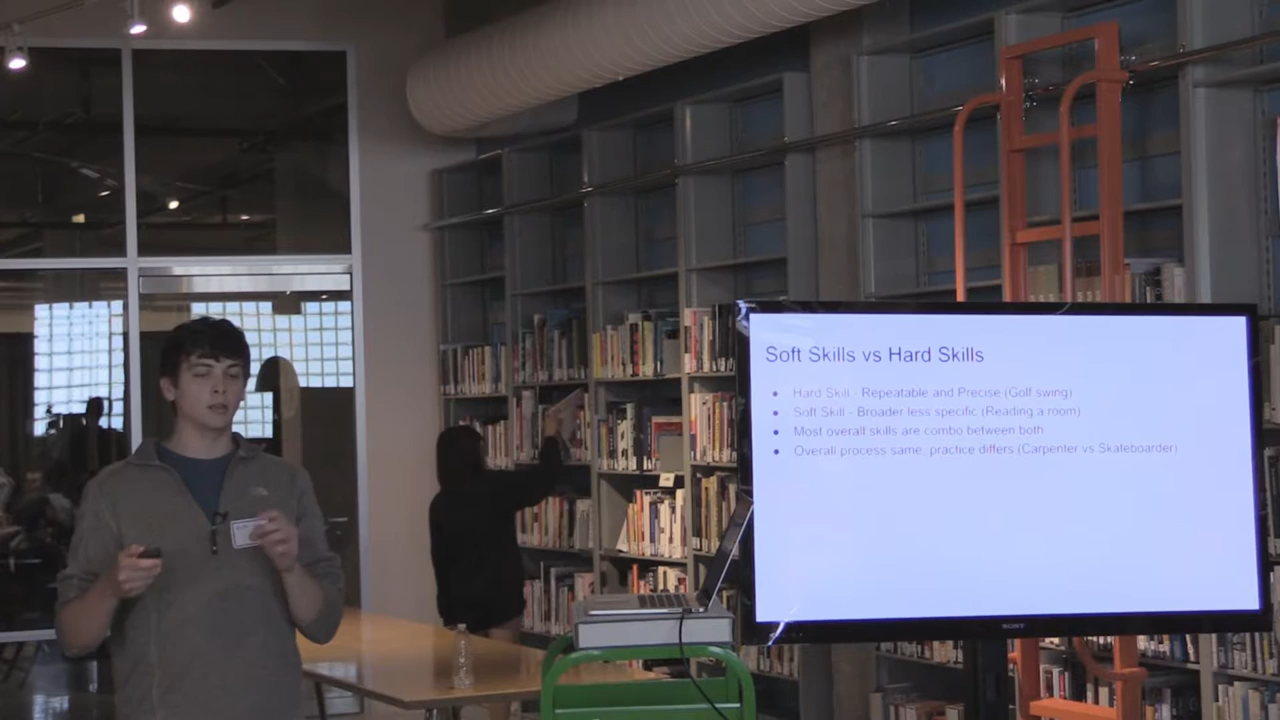 Soft Skills vs Hard Skills
● Hard Skill - Repeatable and Precise (Golf swing)
● Soft Skill - Broader less specific (Reading a room)
● Most overall skills are combo between both
● Overall process same, practice differs (Carpenter vs Skateboarder)
SONY